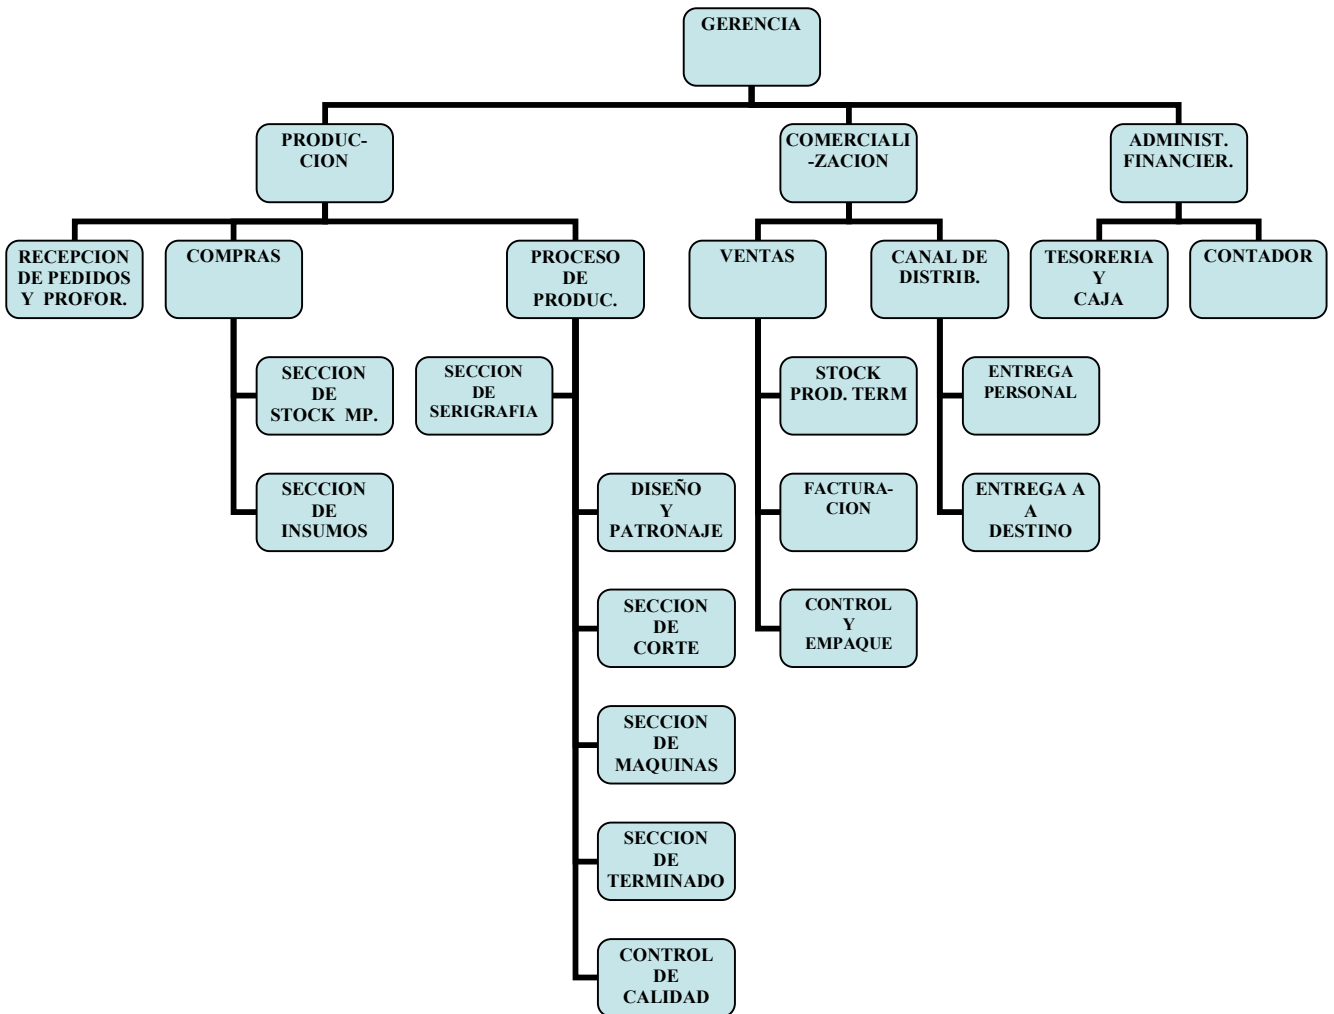 GERENCIA
PRODUC-
CION
COMERCIALI
-ZACION
ADMINIST.
FINANCIER.
RECEPCION
DE PEDIDOS
Y PROFOR.
COMPRAS
PROCESO
DE
PRODUC.
VENTAS
CANAL DE
DISTRIB.
TESORERIA
Y
CAJA
CONTADOR
SECCION
DE
STOCK MP.
SECCION
DE
SERIGRAFIA
STOCK
PROD. TERM
ENTREGA
PERSONAL
SECCION
DE
INSUMOS
DISEÑO
Y
PATRONAJE
FACTURA-
CION
ENTREGA A
A
DESTINO
SECCION
DE
CORTE
CONTROL
Y
EMPAQUE
SECCION
DE
MAQUINAS
SECCION
DE
TERMINADO
CONTROL
DE
CALIDAD